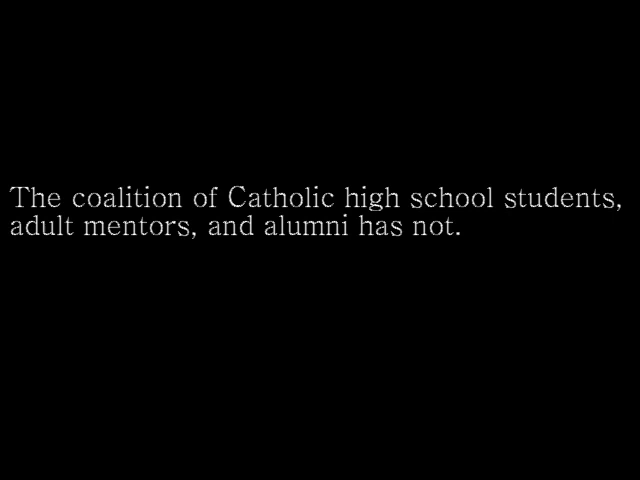 The coalition of Catholic high school students,
adult mentors, and alumni has not.